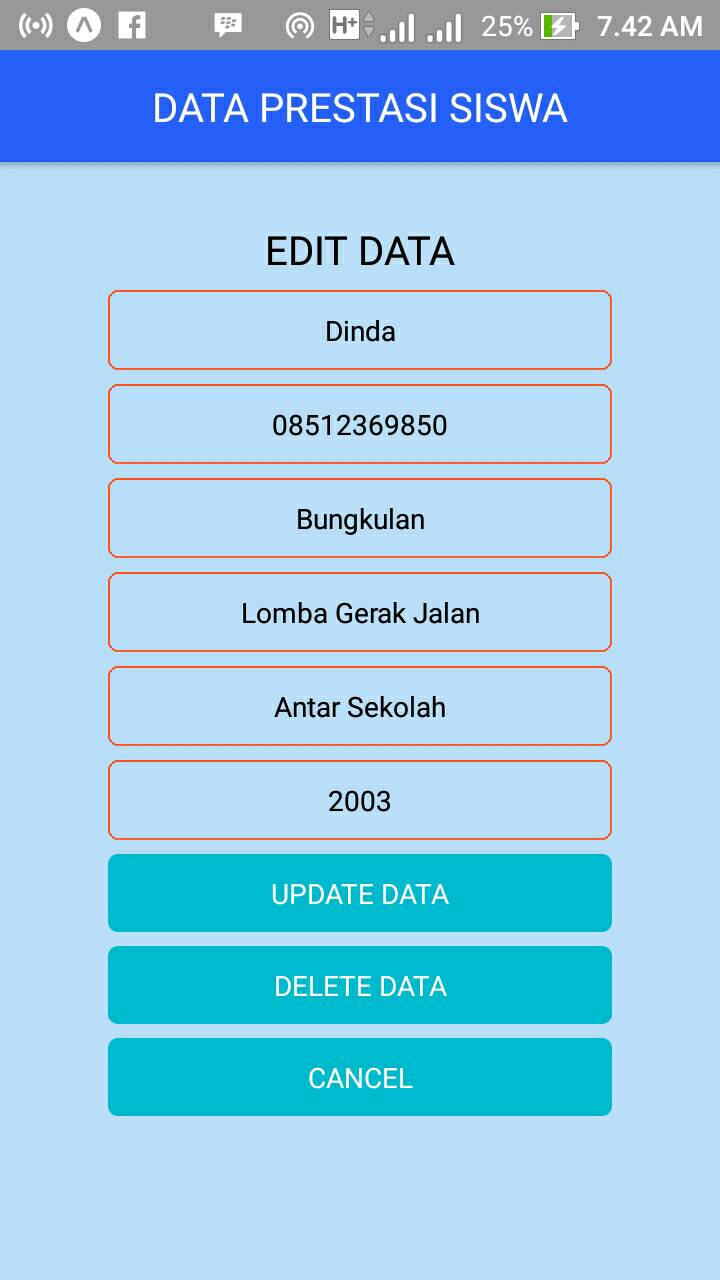 H+ 25% 7.42 AM
DATA PRESTASI SISWA
EDIT DATA
Dinda
08512369850
Bungkulan
Lomba Gerak Jalan
Antar Sekolah
2003
UPDATE DATA
DELETE DATA
CANCEL